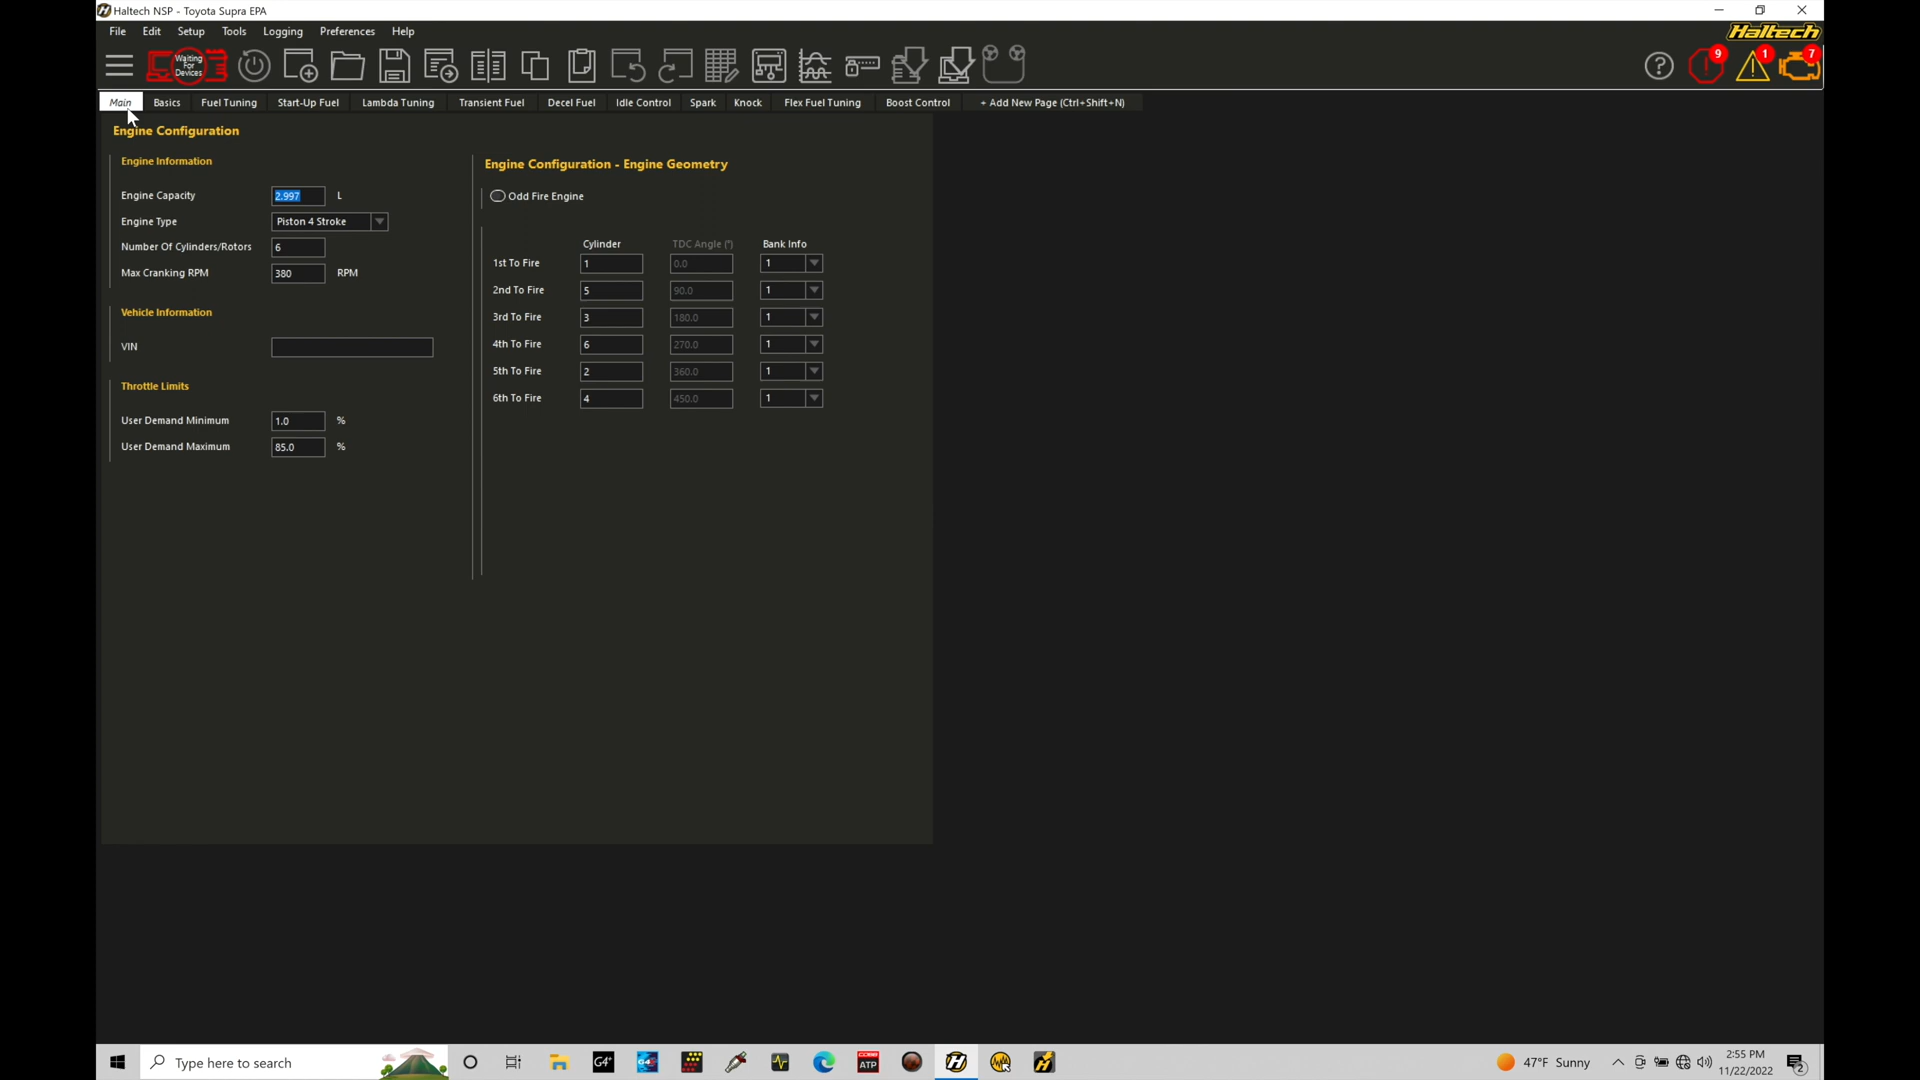 Haltech NSP - Toyota Supra EPA
File Edit Setup Tools Logging Preferences Help
Haltech
Waiting For Devices
9 1 7
Main Basics Fuel Tuning Start-Up Fuel Lambda Tuning Transient Fuel Decel Fuel Idle Control Spark Knock Flex Fuel Tuning Boost Control + Add New Page (Ctrl+Shift+N)
Engine Configuration
Engine Information
Engine Capacity 2.997 L
Engine Type Piston 4 Stroke
Number Of Cylinders/Rotors 6
Max Cranking RPM 380 RPM
Vehicle Information
VIN
Throttle Limits
User Demand Minimum 1.0 %
User Demand Maximum 85.0 %
Engine Configuration - Engine Geometry
Odd Fire Engine
Cylinder TDC Angle (°) Bank Info
1st To Fire 1 0.0 1
2nd To Fire 5 90.0 1
3rd To Fire 3 180.0 1
4th To Fire 6 270.0 1
5th To Fire 2 360.0 1
6th To Fire 4 450.0 1
Type here to search
G4+
ATP
47°F Sunny
2:55 PM
11/22/2022
2